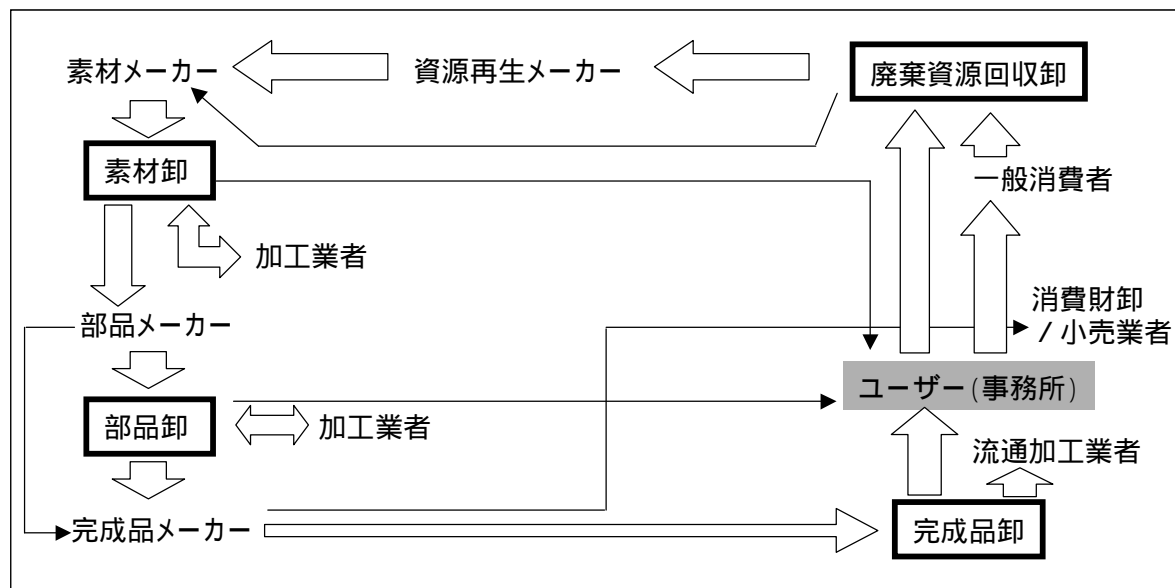 素材メーカー
資源再生メーカー
廃棄資源回収卸
素材卸
一般消費者
加工業者
消費財卸
/小売業者
部品メーカー
ユーザー(事務所)
部品卸
加工業者
流通加工業者
完成品メーカー
完成品卸